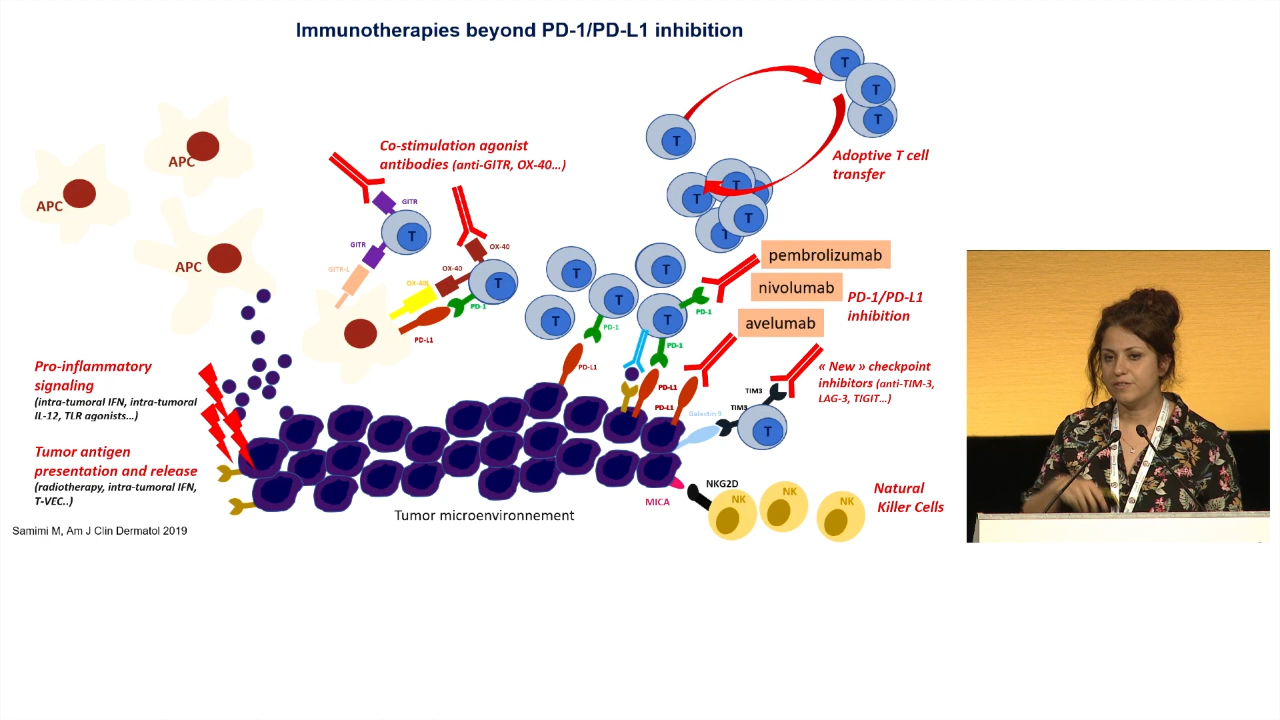 Immunotherapies beyond PD-1/PD-L1 inhibition
T
T
T
T
Adoptive T cell
transfer
T
T
T
T
APC
APC
APC
Co-stimulation agonist
antibodies (anti-GITR, OX-40...)
GITR
T
GITR
GITR-L
OX-40
OX-40
OX-40L
T
PD-1
PD-L1
T
T
T
T
T
PD-1
PD-1
PD-1
PD-L1
pembrolizumab
nivolumab
avelumab
PD-1/PD-L1
inhibition
« New » checkpoint
inhibitors (anti-TIM-3,
LAG-3, TIGIT...)
PD-L1
PD-L1
TIM3
TIM3
Galectin 9
T
Pro-inflammatory
signaling
(intra-tumoral IFN, intra-tumoral
IL-12, TLR agonists...)
Tumor antigen
presentation and release
(radiotherapy, intra-tumoral IFN,
T-VEC..)
MICA
NKG2D
NK
NK
NK
Natural
Killer Cells
Tumor microenvironnement
Samimi M, Am J Clin Dermatol 2019